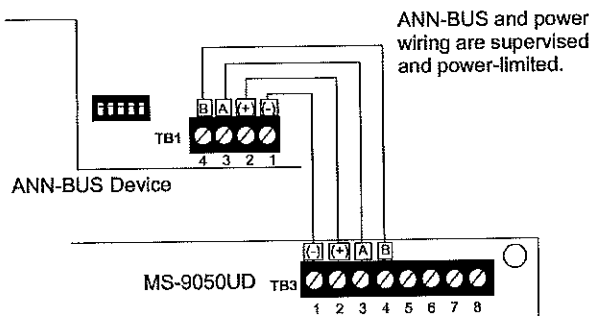 ANN-BUS and power
wiring are supervised
and power-limited.
B A (+) (-)
TB1
4 3 2 1
ANN-BUS Device
(-) (+) A B
MS-9050UD TB3
1 2 3 4 5 6 7 8